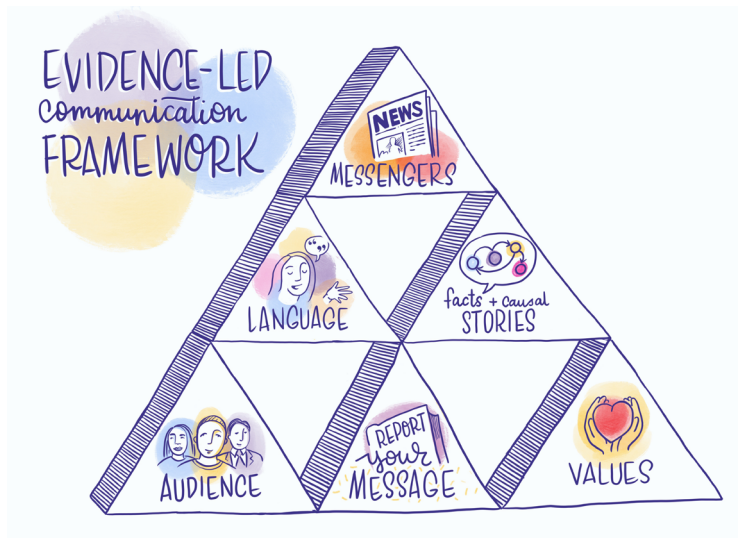 EVIDENCE-LED
communication
FRAMEWORK
NEWS
MESSENGERS
LANGUAGE
facts + causal
STORIES
AUDIENCE
REPORT
your
MESSAGE
VALUES